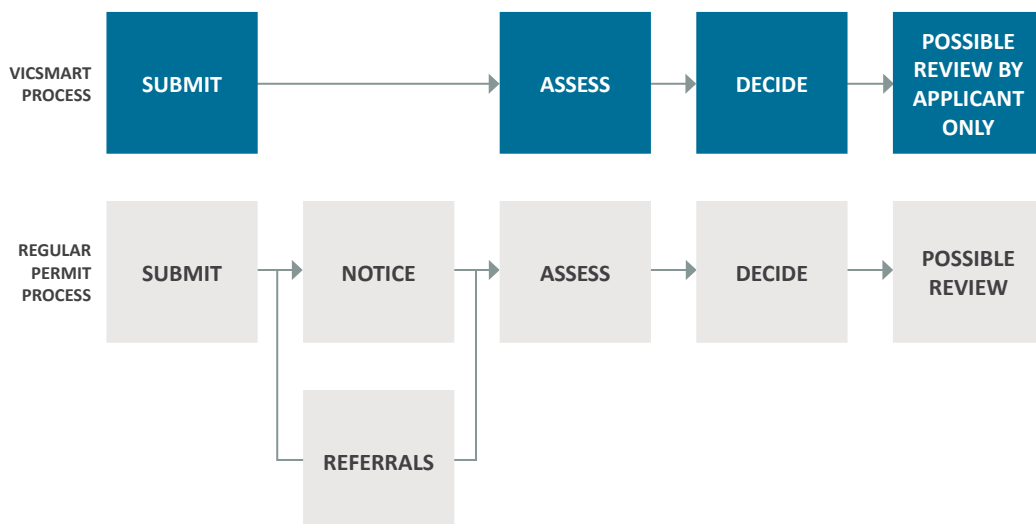 VICSMART
PROCESS
SUBMIT
ASSESS
DECIDE
POSSIBLE
REVIEW BY
APPLICANT
ONLY
REGULAR
PERMIT
PROCESS
SUBMIT
NOTICE
ASSESS
DECIDE
POSSIBLE
REVIEW
REFERRALS